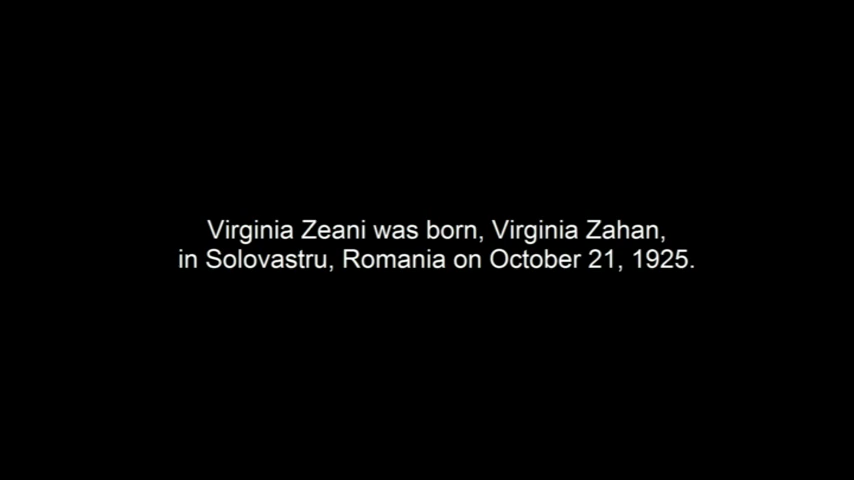 Virginia Zeani was born, Virginia Zahan,
in Solovastru, Romania on October 21, 1925.